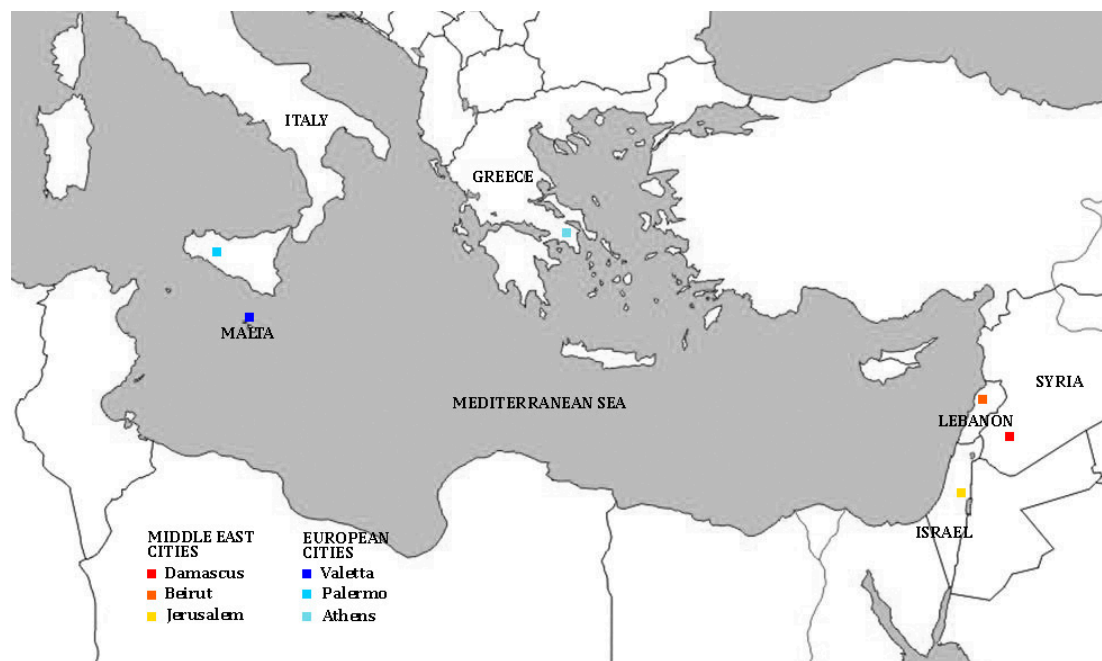 ITALY
GREECE
MALTA
MEDITERRANEAN SEA
SYRIA
LEBANON
ISRAEL
MIDDLE EAST
CITIES
Damascus
Beirut
Jerusalem
EUROPEAN
CITIES
Valetta
Palermo
Athens